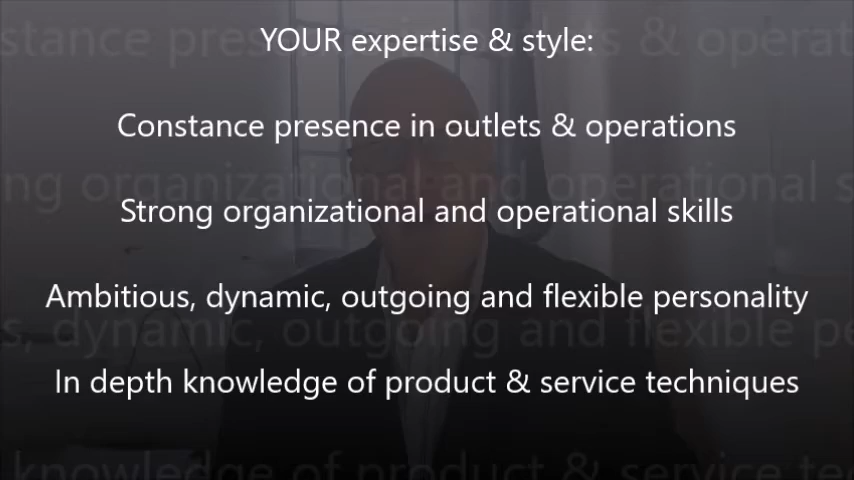 YOUR expertise & style:
Constance presence in outlets & operations
Strong organizational and operational skills
Ambitious, dynamic, outgoing and flexible personality
In depth knowledge of product & service techniques